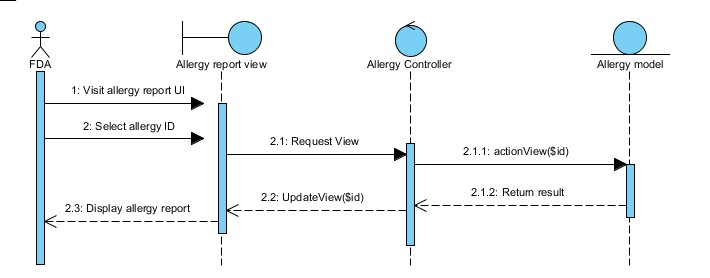 FDA
Allergy report view
Allergy Controller
Allergy model
1: Visit allergy report UI
2: Select allergy ID
2.1: Request View
2.1.1: actionView($id)
2.1.2: Return result
2.2: UpdateView($id)
2.3: Display allergy report